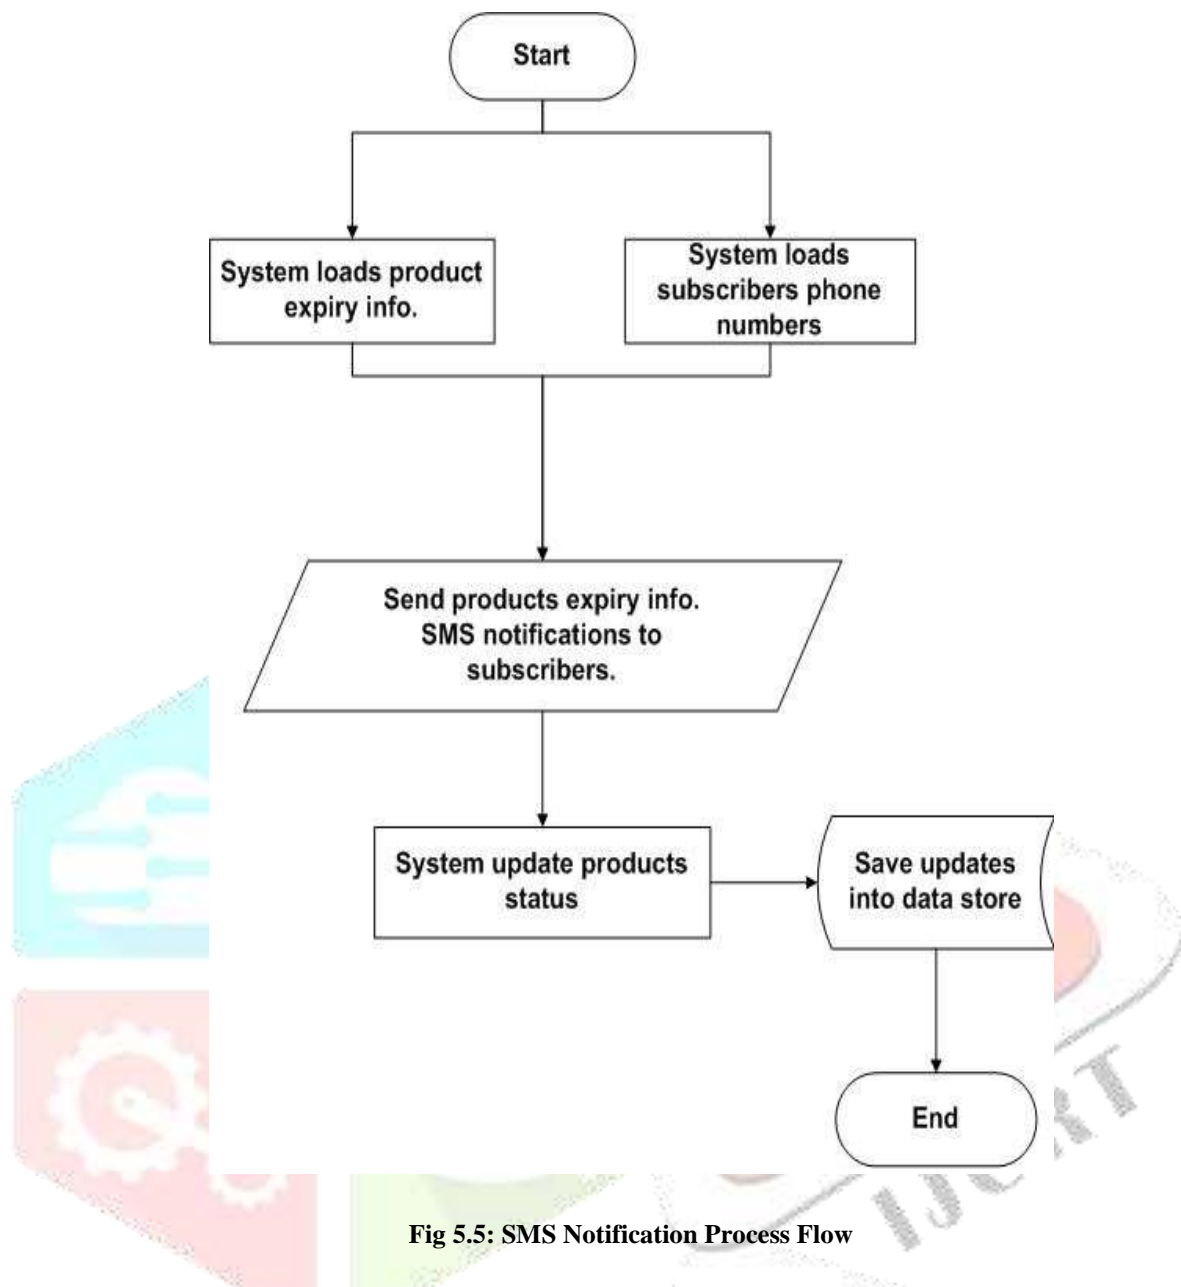 Start
System loads product
expiry info.
System loads
subscribers phone
numbers
Send products expiry info.
SMS notifications to
subscribers.
System update products
status
Save updates
into data store
End
Fig 5.5: SMS Notification Process Flow